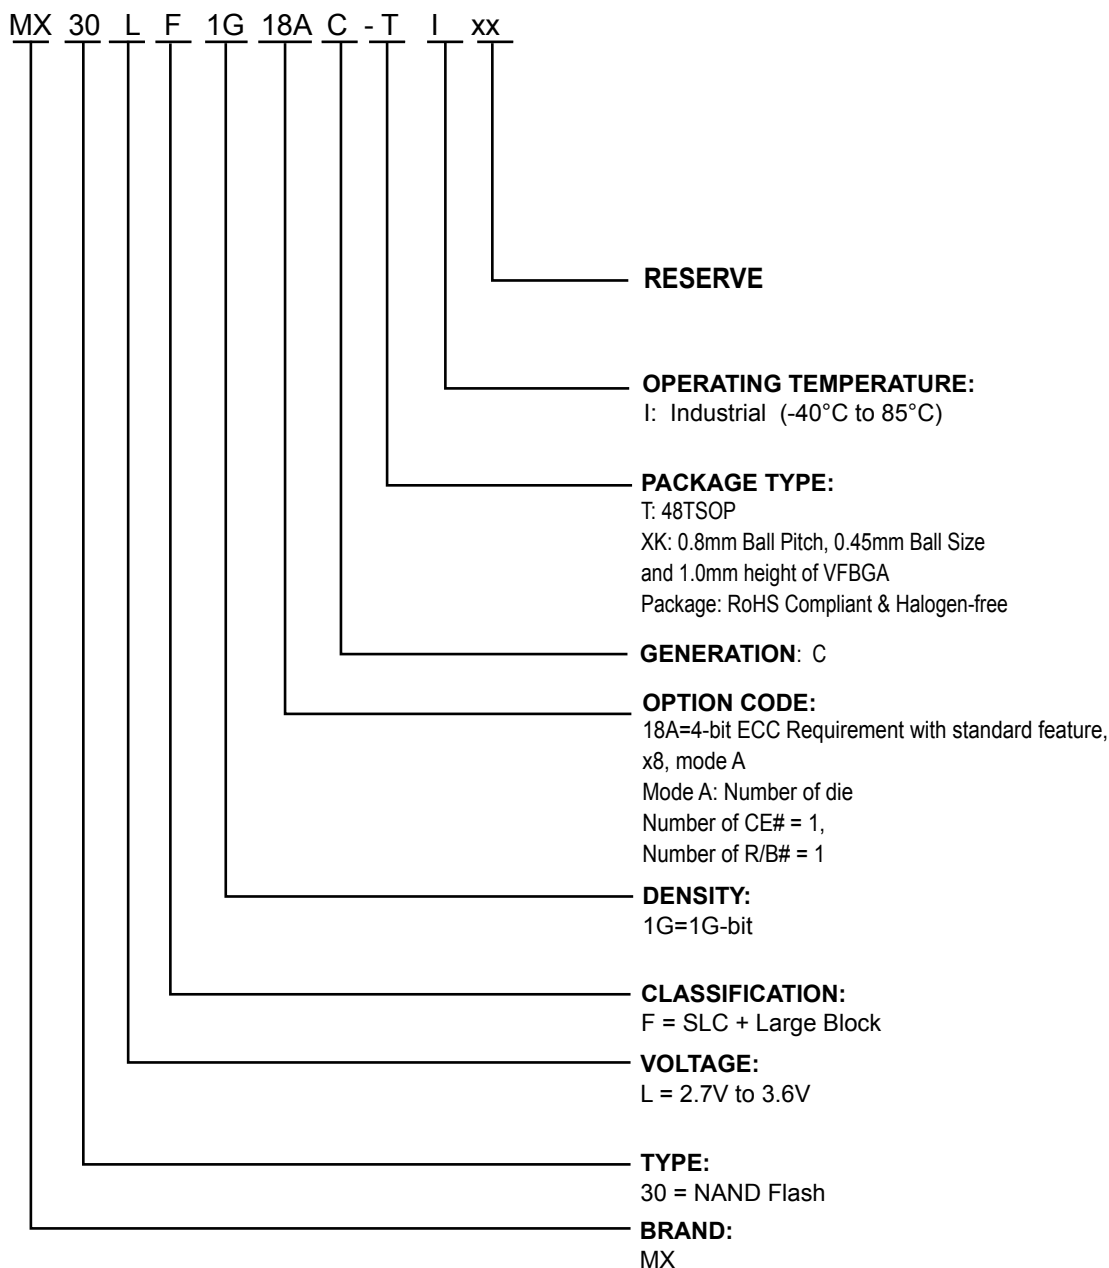 MX 30 L F 1G 18A C - T I xx
RESERVE
OPERATING TEMPERATURE:
I: Industrial (-40°C to 85°C)
PACKAGE TYPE:
T: 48TSOP
XK: 0.8mm Ball Pitch, 0.45mm Ball Size
and 1.0mm height of VFBGA
Package: RoHS Compliant & Halogen-free
GENERATION: C
OPTION CODE:
18A=4-bit ECC Requirement with standard feature,
x8, mode A
Mode A: Number of die
Number of CE# = 1,
Number of R/B# = 1
DENSITY:
1G=1G-bit
CLASSIFICATION:
F = SLC + Large Block
VOLTAGE:
L = 2.7V to 3.6V
TYPE:
30 = NAND Flash
BRAND:
MX